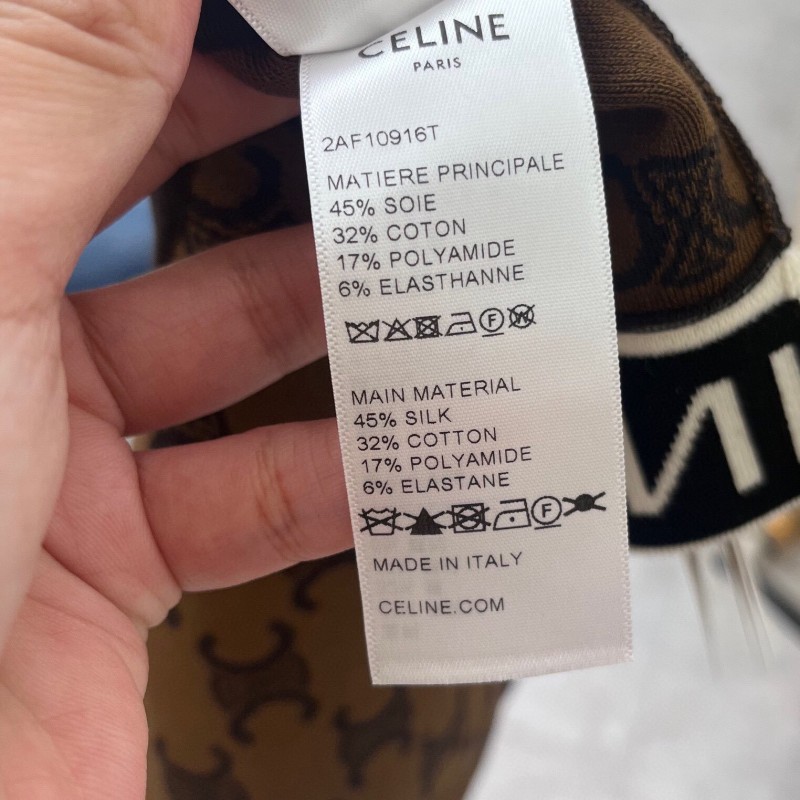 CELINE
PARIS
2AF10916T
MATIERE PRINCIPALE
45% SOIE
32% COTON
17% POLYAMIDE
6% ELASTHANNE
F W
MAIN MATERIAL
45% SILK
32% COTTON
17% POLYAMIDE
6% ELASTANE
F
MADE IN ITALY
CELINE.COM